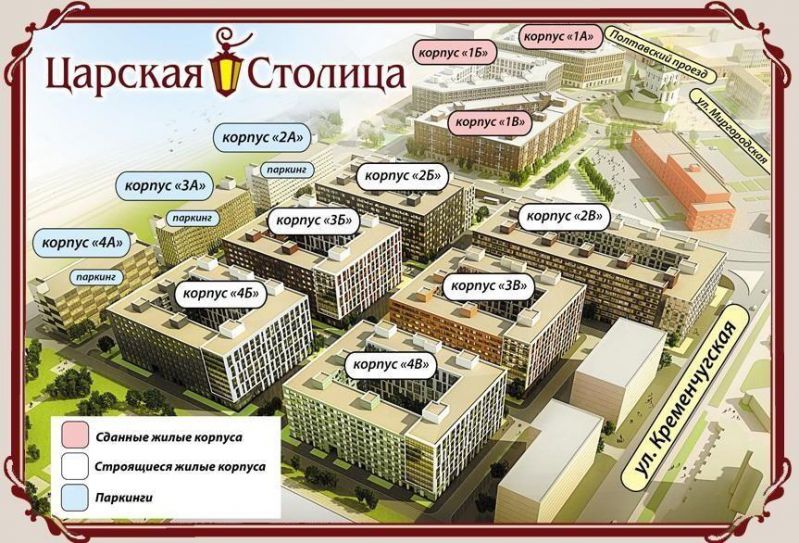 Царская Столица
корпус «1А»
корпус «1Б»
Полтавский проезд
корпус «1В»
ул. Миргородская
корпус «2А»
паркинг
корпус «2Б»
корпус «3А»
паркинг
корпус «3Б»
корпус «2В»
корпус «4А»
паркинг
корпус «4Б»
корпус «3В»
корпус «4В»
ул. Кременчугская
Сданные жилые корпуса
Строящиеся жилые корпуса
Паркинги